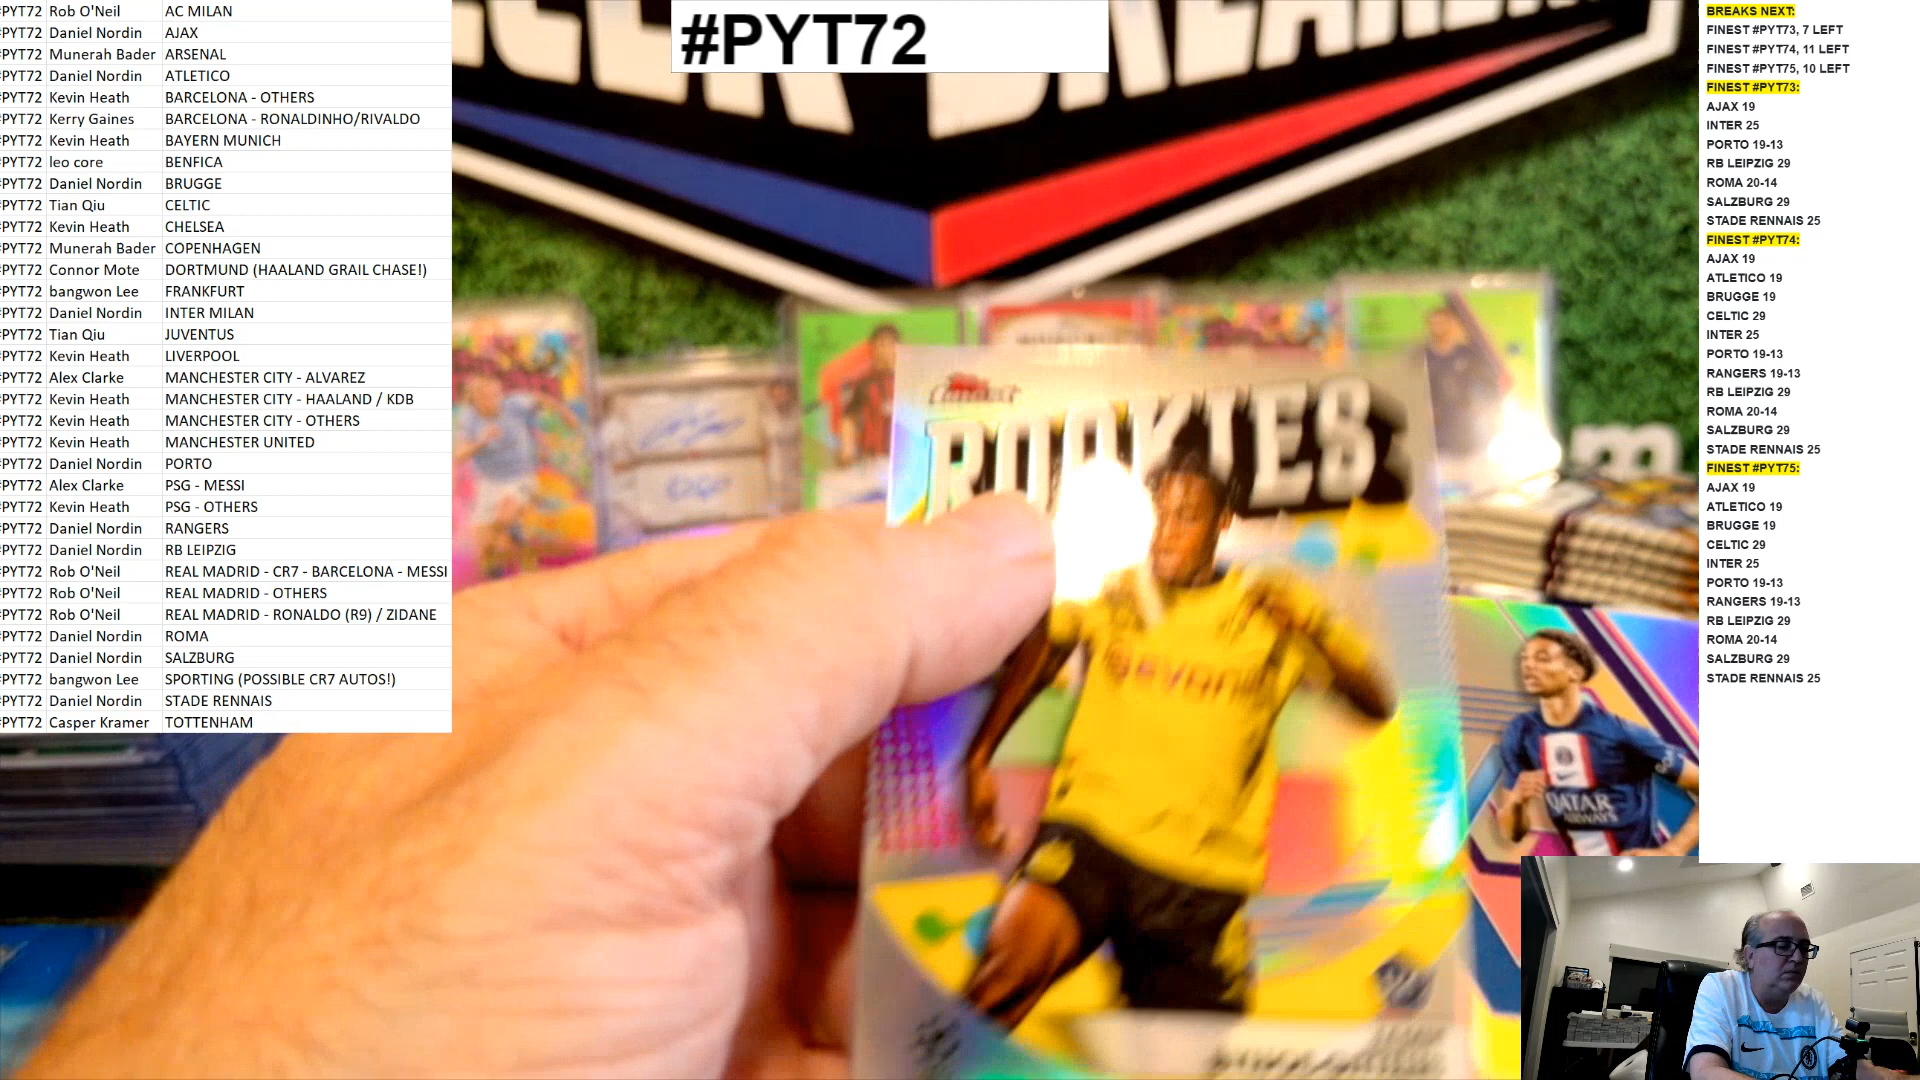 #PYT72 Rob O'Neil AC MILAN
#PYT72 Daniel Nordin AJAX
#PYT72 Munerah Bader ARSENAL
#PYT72 Daniel Nordin ATLETICO
#PYT72 Kevin Heath BARCELONA - OTHERS
#PYT72 Kerry Gaines BARCELONA - RONALDINHO/RIVALDO
#PYT72 Kevin Heath BAYERN MUNICH
#PYT72 leo core BENFICA
#PYT72 Daniel Nordin BRUGGE
#PYT72 Tian Qiu CELTIC
#PYT72 Kevin Heath CHELSEA
#PYT72 Munerah Bader COPENHAGEN
#PYT72 Connor Mote DORTMUND (HAALAND GRAIL CHASE!)
#PYT72 bangwon Lee FRANKFURT
#PYT72 Daniel Nordin INTER MILAN
#PYT72 Tian Qiu JUVENTUS
#PYT72 Kevin Heath LIVERPOOL
#PYT72 Alex Clarke MANCHESTER CITY - ALVAREZ
#PYT72 Kevin Heath MANCHESTER CITY - HAALAND / KDB
#PYT72 Kevin Heath MANCHESTER CITY - OTHERS
#PYT72 Kevin Heath MANCHESTER UNITED
#PYT72 Daniel Nordin PORTO
#PYT72 Alex Clarke PSG - MESSI
#PYT72 Kevin Heath PSG - OTHERS
#PYT72 Daniel Nordin RANGERS
#PYT72 Daniel Nordin RB LEIPZIG
#PYT72 Rob O'Neil REAL MADRID - CR7 - BARCELONA - MESSI
#PYT72 Rob O'Neil REAL MADRID - OTHERS
#PYT72 Rob O'Neil REAL MADRID - RONALDO (R9) / ZIDANE
#PYT72 Daniel Nordin ROMA
#PYT72 Daniel Nordin SALZBURG
#PYT72 bangwon Lee SPORTING (POSSIBLE CR7 AUTOS!)
#PYT72 Daniel Nordin STADE RENNAIS
#PYT72 Casper Kramer TOTTENHAM
#PYT72
Finest
ROOKIES
QATAR
AIRWAYS
BREAKS NEXT:
FINEST #PYT73, 7 LEFT
FINEST #PYT74, 11 LEFT
FINEST #PYT75, 10 LEFT
FINEST #PYT73:
AJAX 19
INTER 25
PORTO 19-13
RB LEIPZIG 29
ROMA 20-14
SALZBURG 29
STADE RENNAIS 25
FINEST #PYT74:
AJAX 19
ATLETICO 19
BRUGGE 19
CELTIC 29
INTER 25
PORTO 19-13
RANGERS 19-13
RB LEIPZIG 29
ROMA 20-14
SALZBURG 29
STADE RENNAIS 25
FINEST #PYT75:
AJAX 19
ATLETICO 19
BRUGGE 19
CELTIC 29
INTER 25
PORTO 19-13
RANGERS 19-13
RB LEIPZIG 29
ROMA 20-14
SALZBURG 29
STADE RENNAIS 25